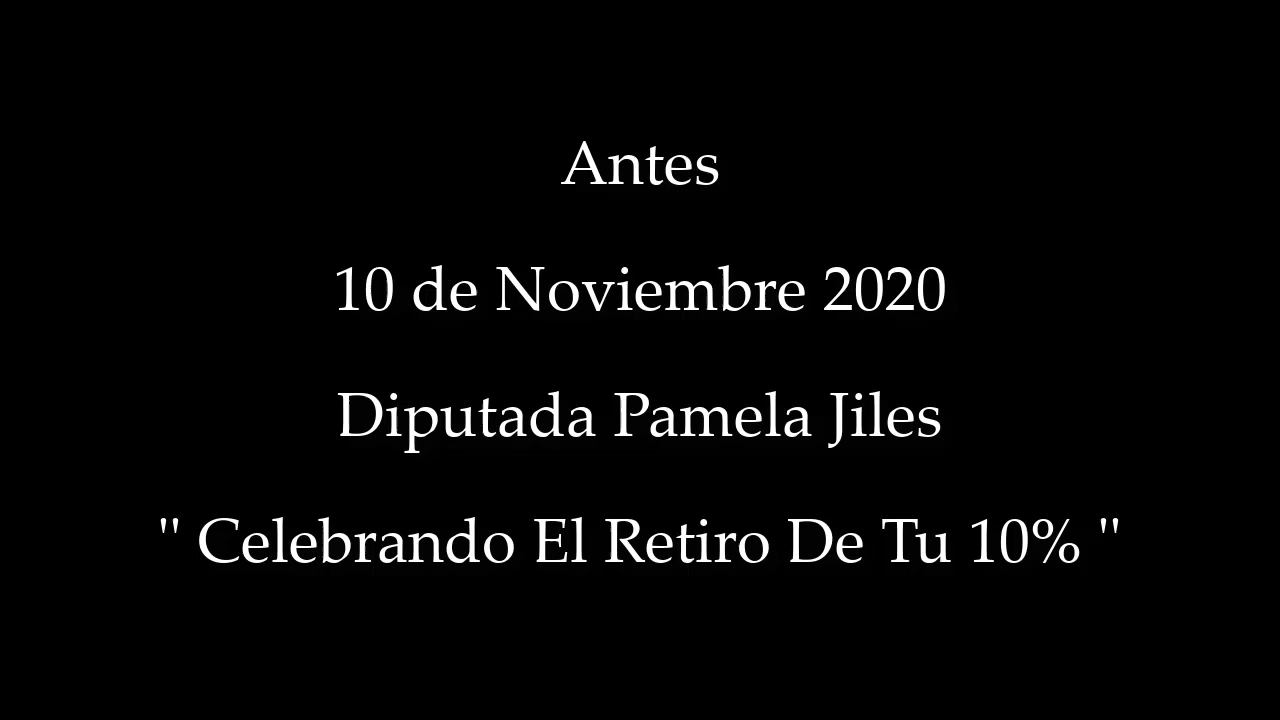 Antes
10 de Noviembre 2020
Diputada Pamela Jiles
" Celebrando El Retiro De Tu 10% "